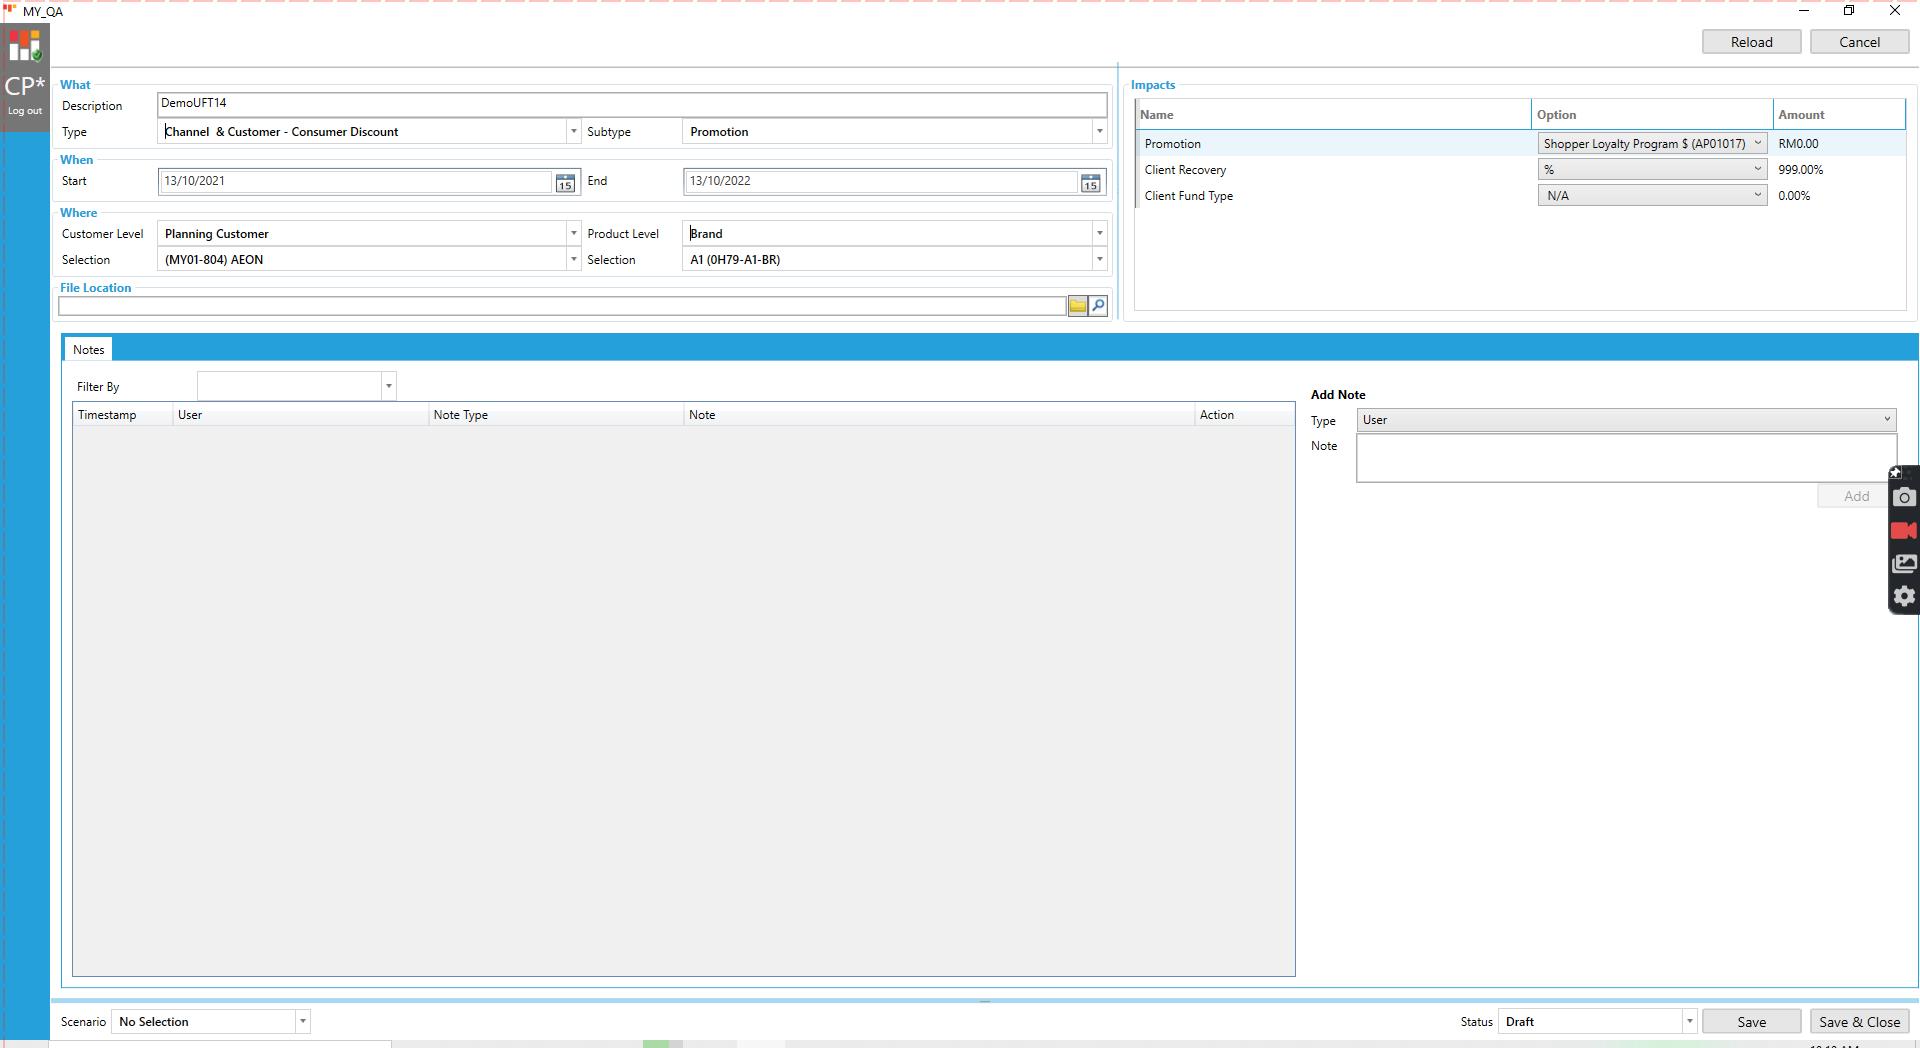 MY_QA
Reload
Cancel
CP*
Log out
What
Description DemoUFT14
Type Channel & Customer - Consumer Discount Subtype Promotion
When
Start 13/10/2021 15 End 13/10/2022 15
Where
Customer Level Planning Customer Product Level Brand
Selection (MY01-804) AEON Selection A1 (0H79-A1-BR)
File Location
Impacts
Name Option Amount
Promotion Shopper Loyalty Program $ (AP01017) RM0.00
Client Recovery % 999.00%
Client Fund Type N/A 0.00%
Notes
Filter By
Timestamp User Note Type Note Action
Add Note
Type User
Note
Add
Scenario No Selection
Status Draft Save Save & Close